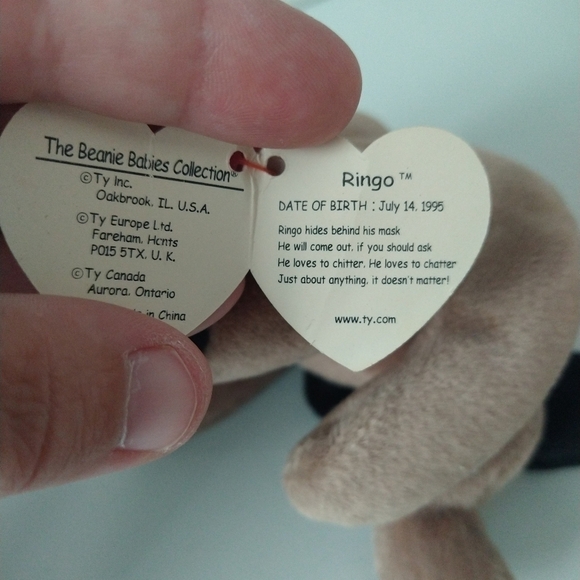 The Beanie Babies Collection®
©Ty Inc.
Oakbrook. IL. U.S.A.
©Ty Europe Ltd.
Fareham. Hants
PO15 5TX. U. K.
©Ty Canada
Aurora. Ontario
in China
Ringo ™
DATE OF BIRTH : July 14, 1995
Ringo hides behind his mask
He will come out, if you should ask
He loves to chitter. He loves to chatter
Just about anything, it doesn't matter!
www.ty.com